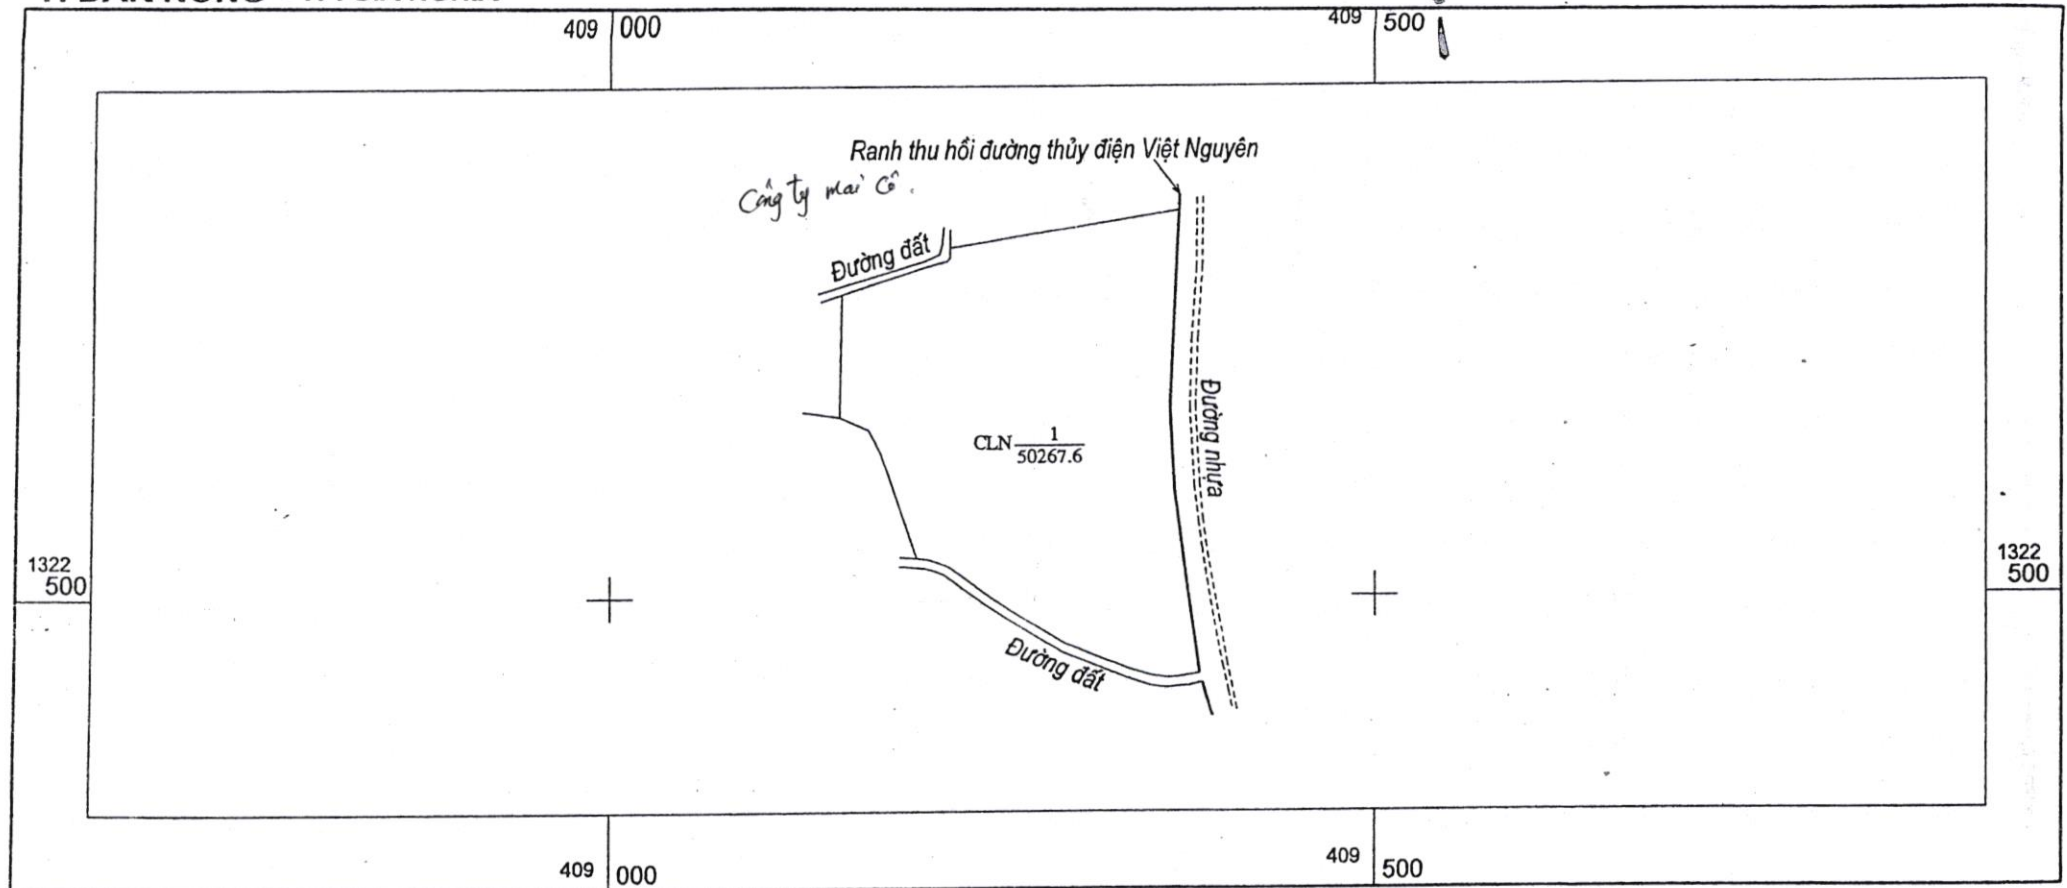 409 000
409 500
Ranh thu hồi đường thủy điện Việt Nguyên
Công ty mai cô.
Đường đất
CLN 1
50267.6
Đường nhựa
1322
500
1322
500
Đường đất
409 000
409 500